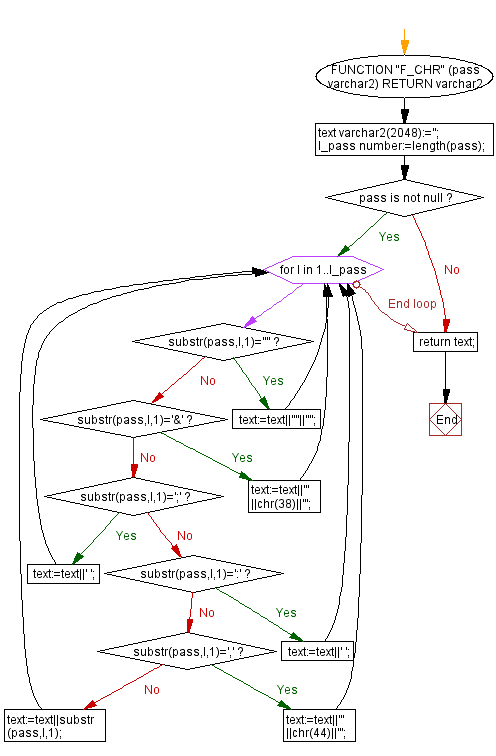 FUNCTION "F_CHR" (pass
varchar2) RETURN varchar2
text varchar2(2048):='';
l_pass number:=length(pass);
pass is not null ?
Yes
No
for I in 1..l_pass
End loop
return text;
substr(pass,I,1)='''' ?
No
Yes
End
substr(pass,I,1)='&' ?
text:=text||''''||'''';
No
Yes
substr(pass,I,1)=';' ?
text:=text||'''
||chr(38)||''';
Yes
No
text:=text||' ';
substr(pass,I,1)=':' ?
No
Yes
substr(pass,I,1)=',' ?
text:=text||' ';
No
Yes
text:=text||substr
(pass,I,1);
text:=text||'''
||chr(44)||''';